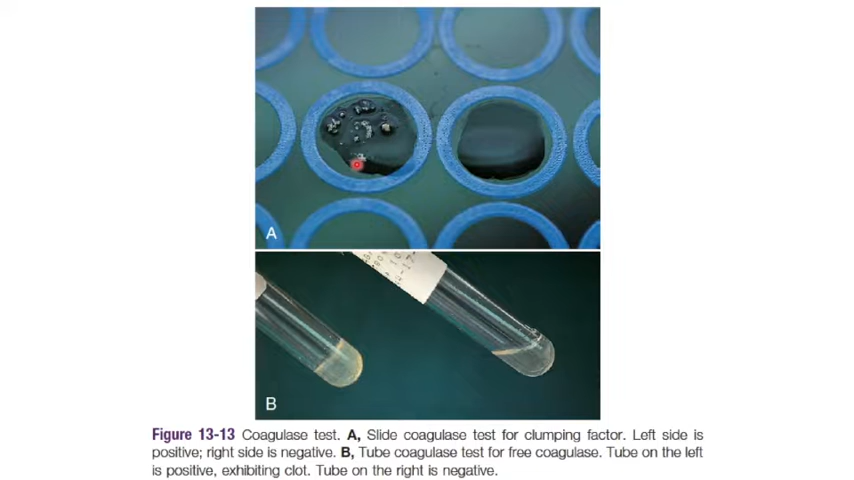 A
B
Figure 13-13 Coagulase test. A, Slide coagulase test for clumping factor. Left side is
positive; right side is negative. B, Tube coagulase test for free coagulase. Tube on the left
is positive, exhibiting clot. Tube on the right is negative.